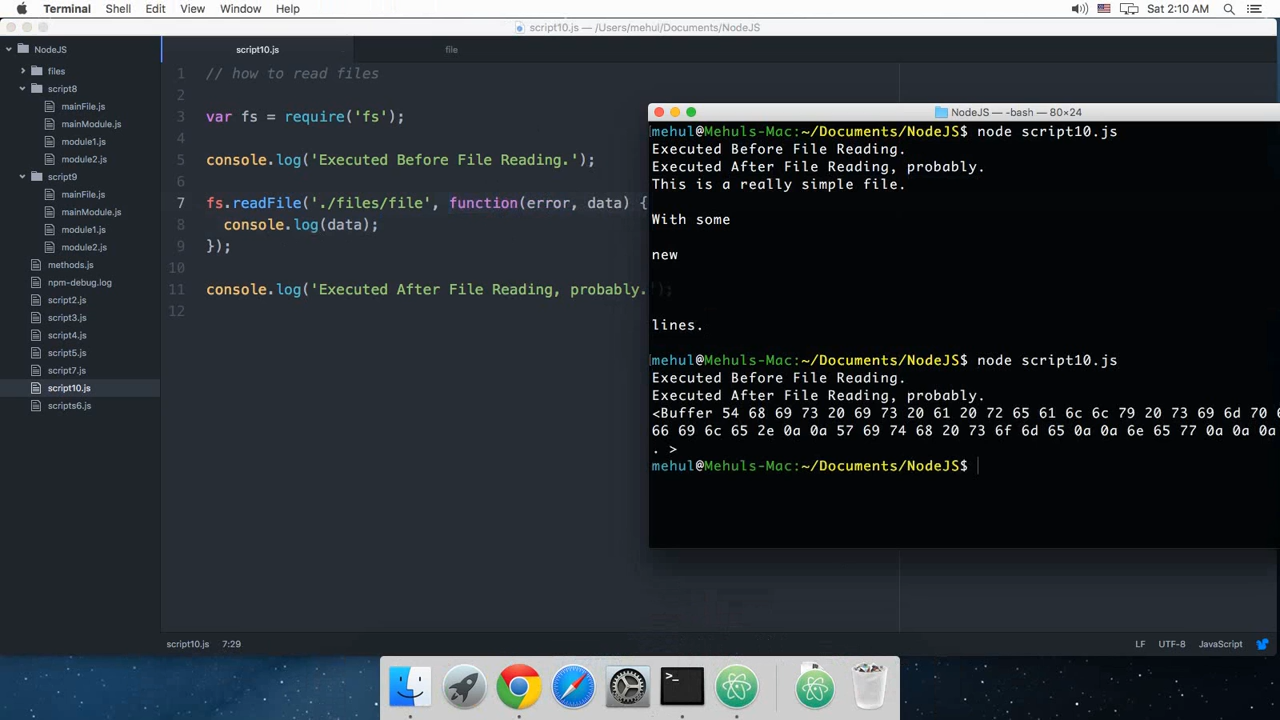 Terminal Shell Edit View Window Help Sat 2:10 AM
script10.js — /Users/mehul/Documents/NodeJS
NodeJS
files
script8
mainFile.js
mainModule.js
module1.js
module2.js
script9
mainFile.js
mainModule.js
module1.js
module2.js
methods.js
npm-debug.log
script2.js
script3.js
script4.js
script5.js
script7.js
script10.js
scripts6.js
script10.js file
1 // how to read files
2
3 var fs = require('fs');
4
5 console.log('Executed Before File Reading.');
6
7 fs.readFile('./files/file', function(error, data) {
8 console.log(data);
9 });
10
11 console.log('Executed After File Reading, probably.');
12
NodeJS — -bash — 80×24
mehul@Mehuls-Mac:~/Documents/NodeJS$ node script10.js
Executed Before File Reading.
Executed After File Reading, probably.
This is a really simple file.
With some
new
lines.
mehul@Mehuls-Mac:~/Documents/NodeJS$ node script10.js
Executed Before File Reading.
Executed After File Reading, probably.
<Buffer 54 68 69 73 20 69 73 20 61 20 72 65 61 6c 6c 79 20 73 69 6d 70 6
66 69 6c 65 2e 0a 0a 57 69 74 68 20 73 6f 6d 65 0a 0a 6e 65 77 0a 0a 0a
. >
mehul@Mehuls-Mac:~/Documents/NodeJS$
script10.js 7:29 LF UTF-8 JavaScript
>_